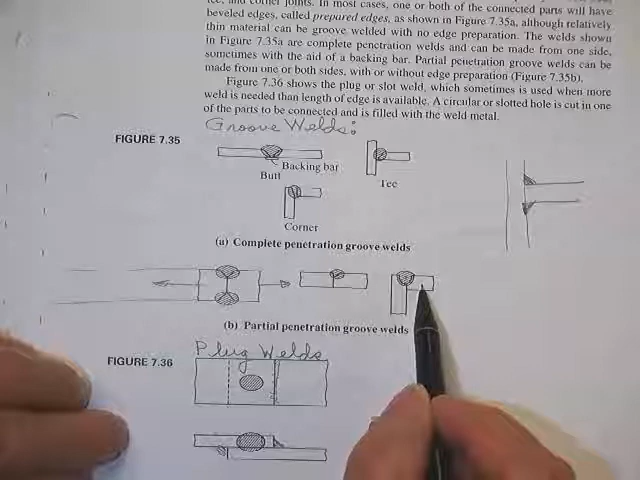 and corner joints. In most cases, one or both of the connected parts will have
beveled edges, called prepared edges, as shown in Figure 7.35a, although relatively
thin material can be groove welded with no edge preparation. The welds shown
in Figure 7.35a are complete penetration welds and can be made from one side,
sometimes with the aid of a backing bar. Partial penetration groove welds can be
made from one or both sides, with or without edge preparation (Figure 7.35b).
Figure 7.36 shows the plug or slot weld, which sometimes is used when more
weld is needed than length of edge is available. A circular or slotted hole is cut in one
of the parts to be connected and is filled with the weld metal.
Groove Welds:
FIGURE 7.35
Backing bar
Butt
Tee
Corner
(a) Complete penetration groove welds
(b) Partial penetration groove welds
Plug Welds
FIGURE 7.36